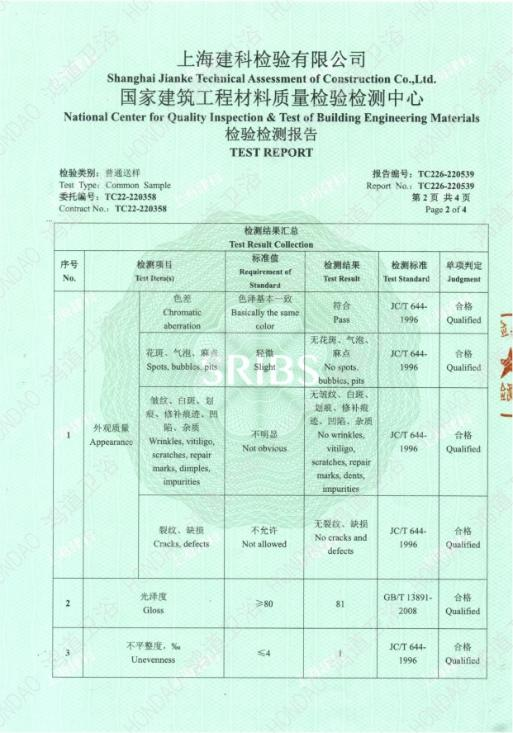 上海建科检验有限公司
Shanghai Jianke Technical Assessment of Construction Co.,Ltd.
国家建筑工程材料质量检验检测中心
National Center for Quality Inspection & Test of Building Engineering Materials
检验检测报告
TEST REPORT
检验类别：普通送样
报告编号：TC226-220539
Test Type: Common Sample
Report No.: TC226-220539
委托编号：TC22-220358
第 2 页 共 4 页
Contract No.: TC22-220358
Page 2 of 4
检测结果汇总
Test Result Collection
序号
No.
检测项目
Test Item(s)
标准值
Requirement of
Standard
检测结果
Test Result
检测标准
Test Standard
单项判定
Judgment
1
外观质量
Appearance
色差
Chromatic
aberration
色泽基本一致
Basically the same
color
符合
Pass
JC/T 644-
1996
合格
Qualified
花斑、气泡、麻点
Spots, bubbles, pits
轻微
Slight
无花斑、气泡、
麻点
No spots,
bubbles, pits
JC/T 644-
1996
合格
Qualified
皱纹、白斑、划
痕、修补痕迹、凹
陷、杂质
Wrinkles, vitiligo,
scratches, repair
marks, dimples,
impurities
不明显
Not obvious
无皱纹、白斑、
划痕、修补痕
迹、凹陷、杂质
No wrinkles,
vitiligo,
scratches, repair
marks, dents,
impurities
JC/T 644-
1996
合格
Qualified
裂纹、缺损
Cracks, defects
不允许
Not allowed
无裂纹、缺损
No cracks and
defects
JC/T 644-
1996
合格
Qualified
2
光泽度
Gloss
≥80
81
GB/T 13891-
2008
合格
Qualified
3
不平整度，‰
Unevenness
≤4
1
JC/T 644-
1996
合格
Qualified
SRIBS
HONDAO 鸿道卫浴